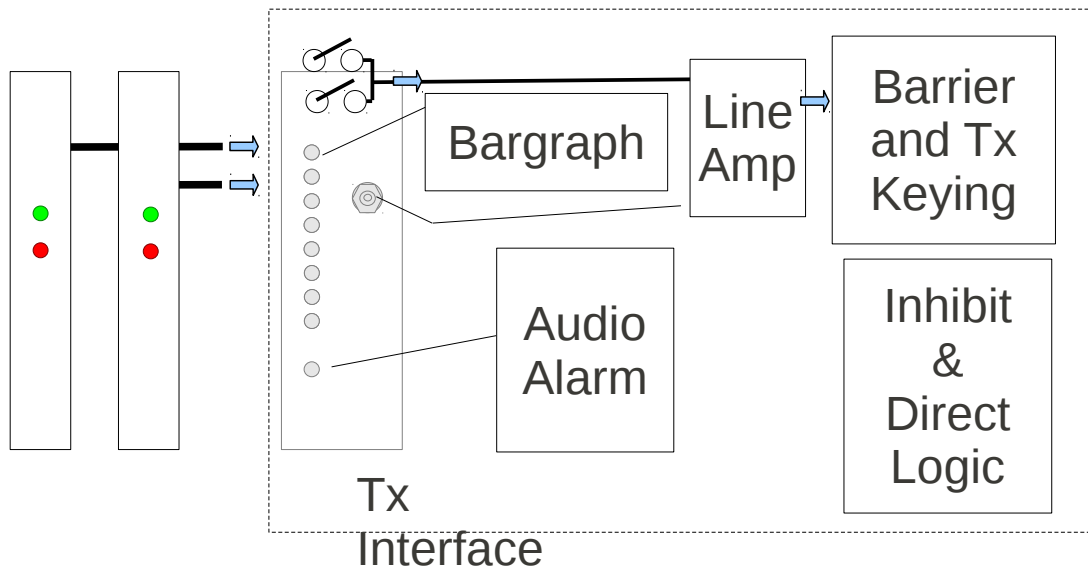 Bargraph
Line
Amp
Barrier
and Tx
Keying
Audio
Alarm
Inhibit
&
Direct
Logic
Tx
Interface